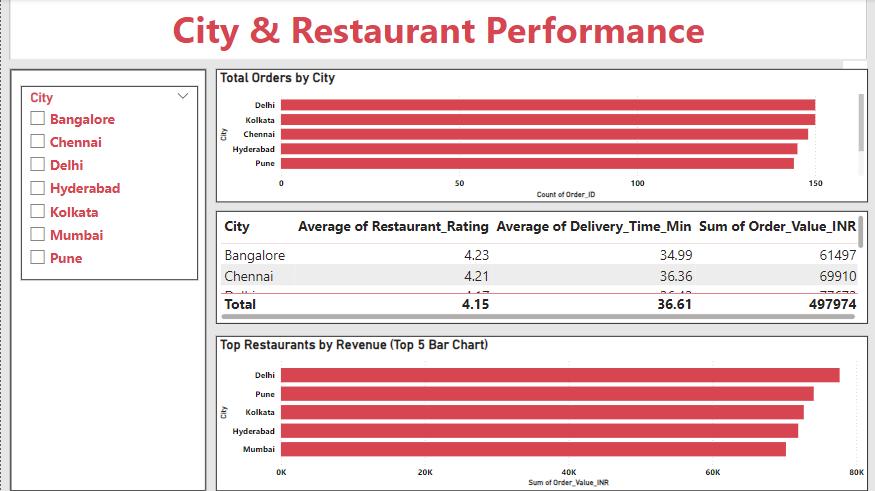 City & Restaurant Performance
City
Bangalore
Chennai
Delhi
Hyderabad
Kolkata
Mumbai
Pune
Total Orders by City
City
Delhi
Kolkata
Chennai
Hyderabad
Pune
0 50 100 150
Count of Order_ID
City Average of Restaurant_Rating Average of Delivery_Time_Min Sum of Order_Value_INR
Bangalore 4.23 34.99 61497
Chennai 4.21 36.36 69910
Total 4.15 36.61 497974
Top Restaurants by Revenue (Top 5 Bar Chart)
City
Delhi
Pune
Kolkata
Hyderabad
Mumbai
0K 20K 40K 60K 80K
Sum of Order_Value_INR